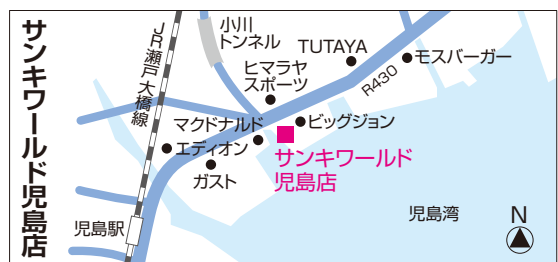 サンキワールド児島店
JR瀬戸大橋線
小川
トンネル
TUTAYA
モスバーガー
ヒマラヤ
スポーツ
R430
マクドナルド
ビッグジョン
エディオン
サンキワールド
児島店
ガスト
児島駅
児島湾
N